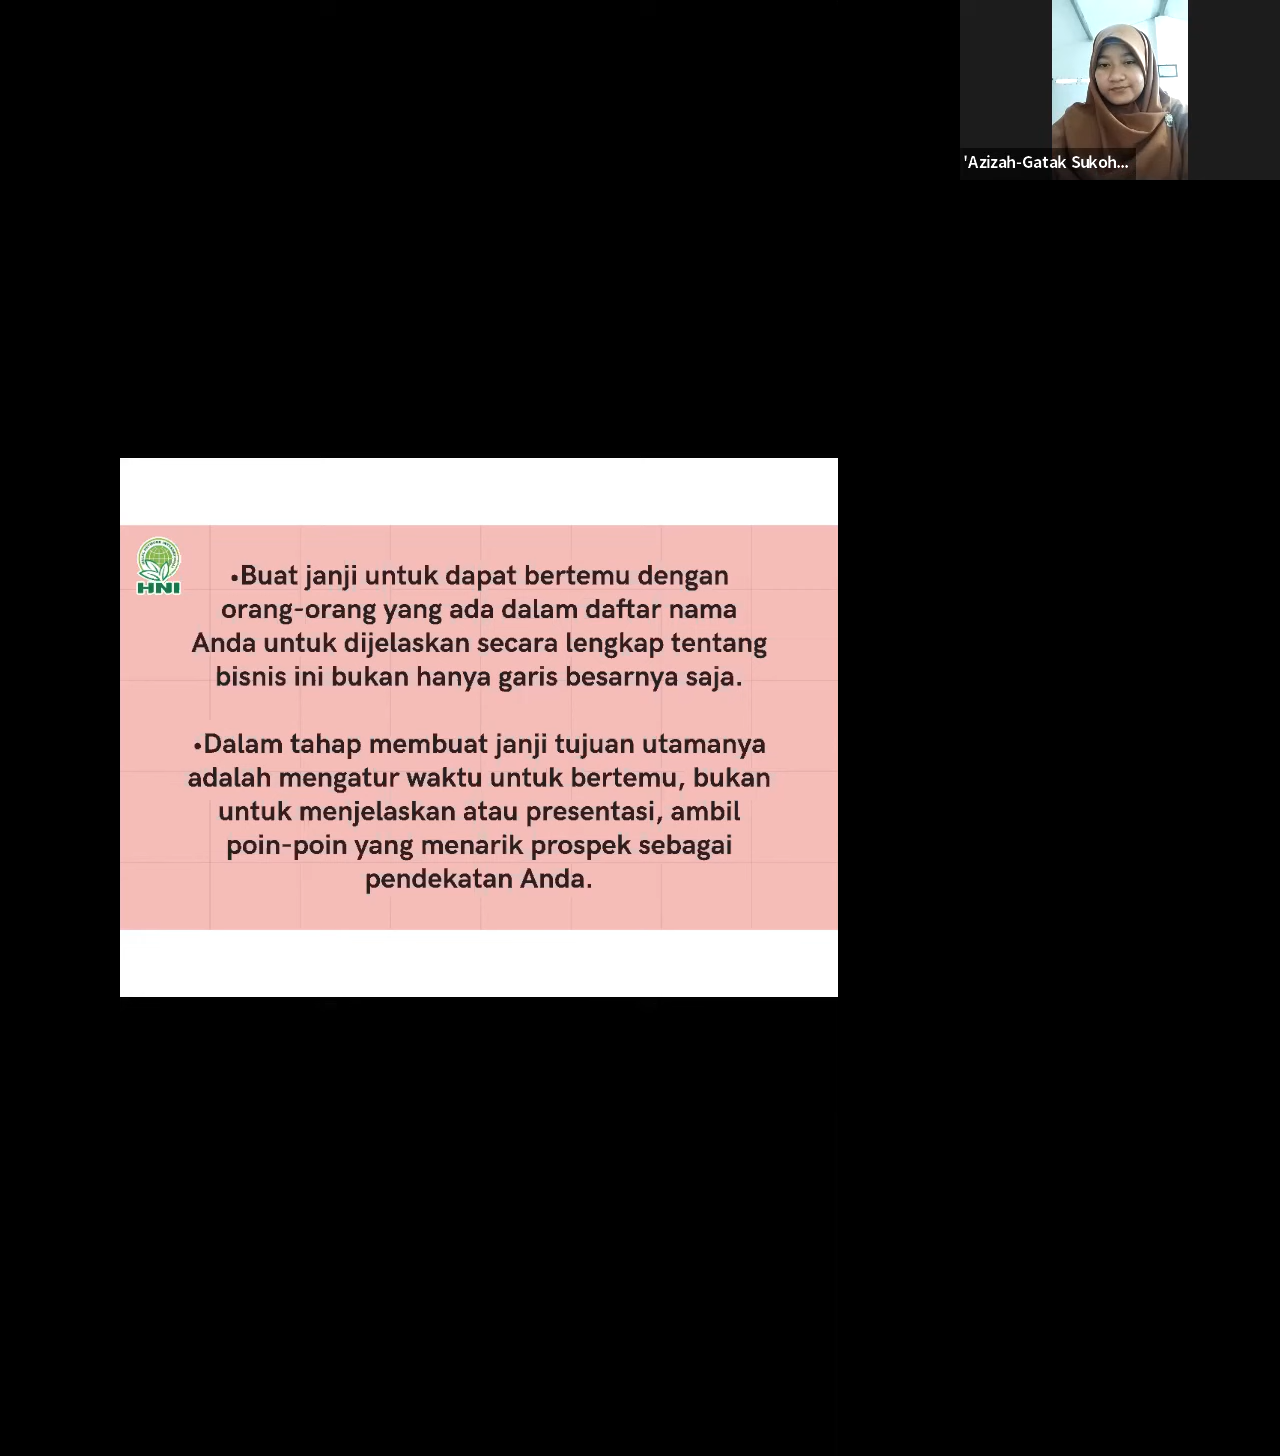 'Azizah-Gatak Sukoh...
HNI
•Buat janji untuk dapat bertemu dengan
orang-orang yang ada dalam daftar nama
Anda untuk dijelaskan secara lengkap tentang
bisnis ini bukan hanya garis besarnya saja.
•Dalam tahap membuat janji tujuan utamanya
adalah mengatur waktu untuk bertemu, bukan
untuk menjelaskan atau presentasi, ambil
poin-poin yang menarik prospek sebagai
pendekatan Anda.